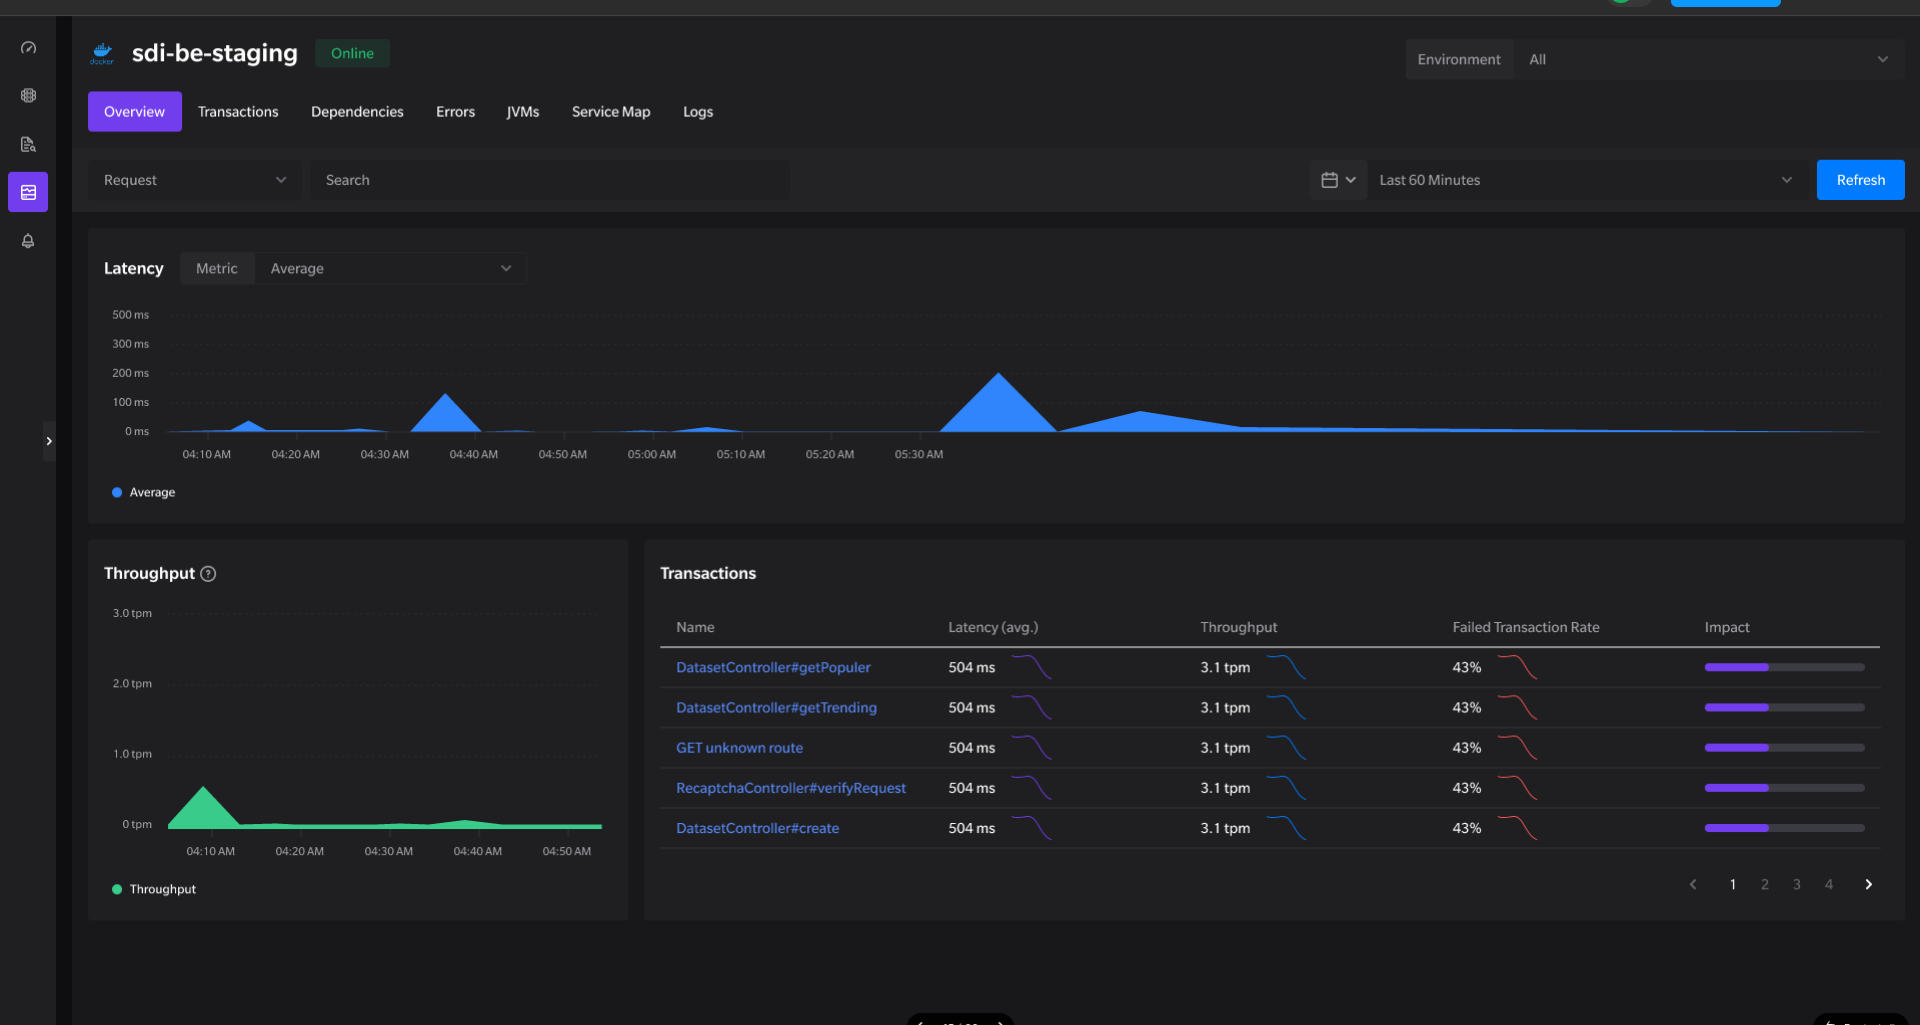 docker
sdi-be-staging
Online
Environment All
Overview Transactions Dependencies Errors JVMs Service Map Logs
Request Search Last 60 Minutes Refresh
Latency Metric Average
500 ms
300 ms
200 ms
100 ms
0 ms
04:10 AM 04:20 AM 04:30 AM 04:40 AM 04:50 AM 05:00 AM 05:10 AM 05:20 AM 05:30 AM
Average
Throughput ?
3.0 tpm
2.0 tpm
1.0 tpm
0 tpm
04:10 AM 04:20 AM 04:30 AM 04:40 AM 04:50 AM
Throughput
Transactions
Name Latency (avg.) Throughput Failed Transaction Rate Impact
DatasetController#getPopuler 504 ms 3.1 tpm 43%
DatasetController#getTrending 504 ms 3.1 tpm 43%
GET unknown route 504 ms 3.1 tpm 43%
RecaptchaController#verifyRequest 504 ms 3.1 tpm 43%
DatasetController#create 504 ms 3.1 tpm 43%
1 2 3 4